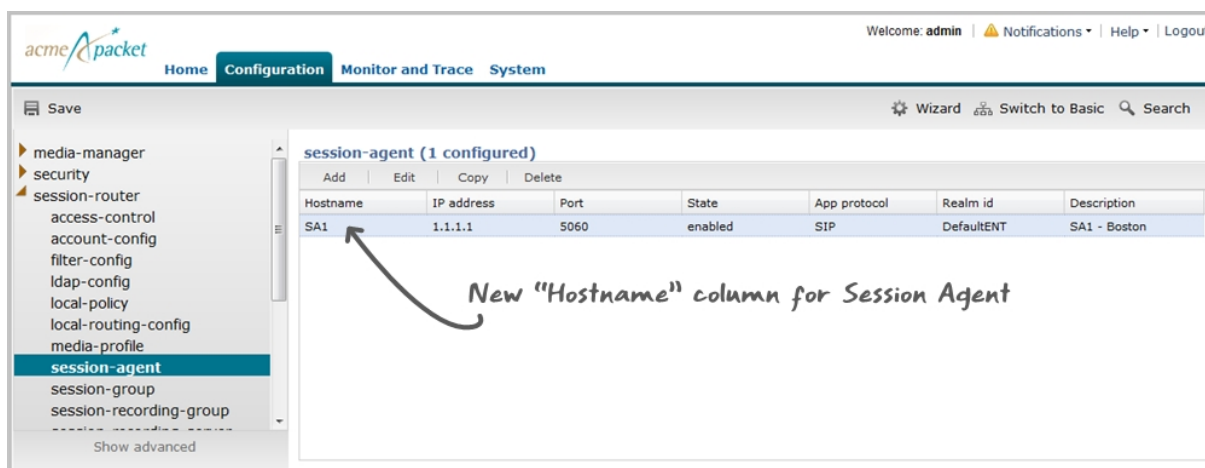 acme packet
Welcome: admin | Notifications | Help | Logout
Home Configuration Monitor and Trace System
Save Wizard Switch to Basic Search
media-manager
security
session-router
access-control
account-config
filter-config
ldap-config
local-policy
local-routing-config
media-profile
session-agent
session-group
session-recording-group
Show advanced
session-agent (1 configured)
Add | Edit | Copy | Delete
Hostname IP address Port State App protocol Realm id Description
SA1 1.1.1.1 5060 enabled SIP DefaultENT SA1 - Boston
New "Hostname" column for Session Agent